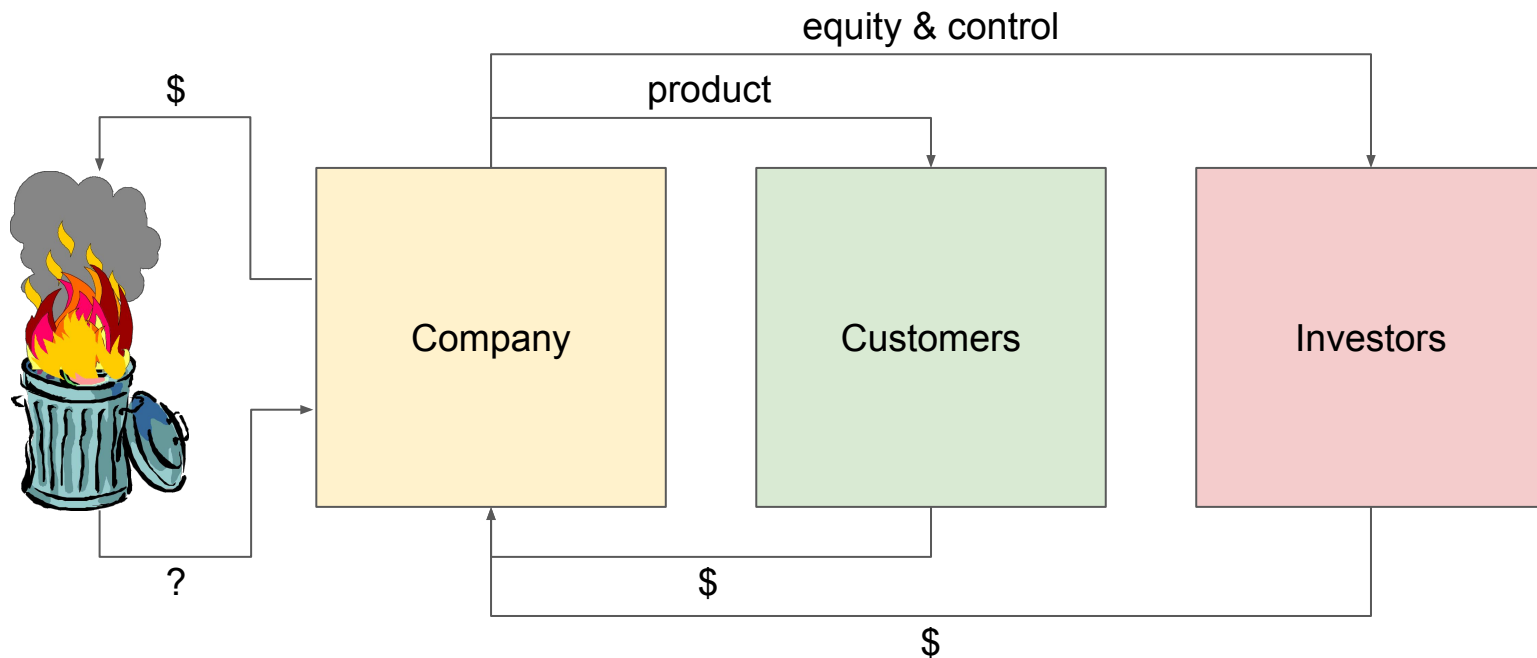 equity & control
$
product
Company
Customers
Investors
?
$
$